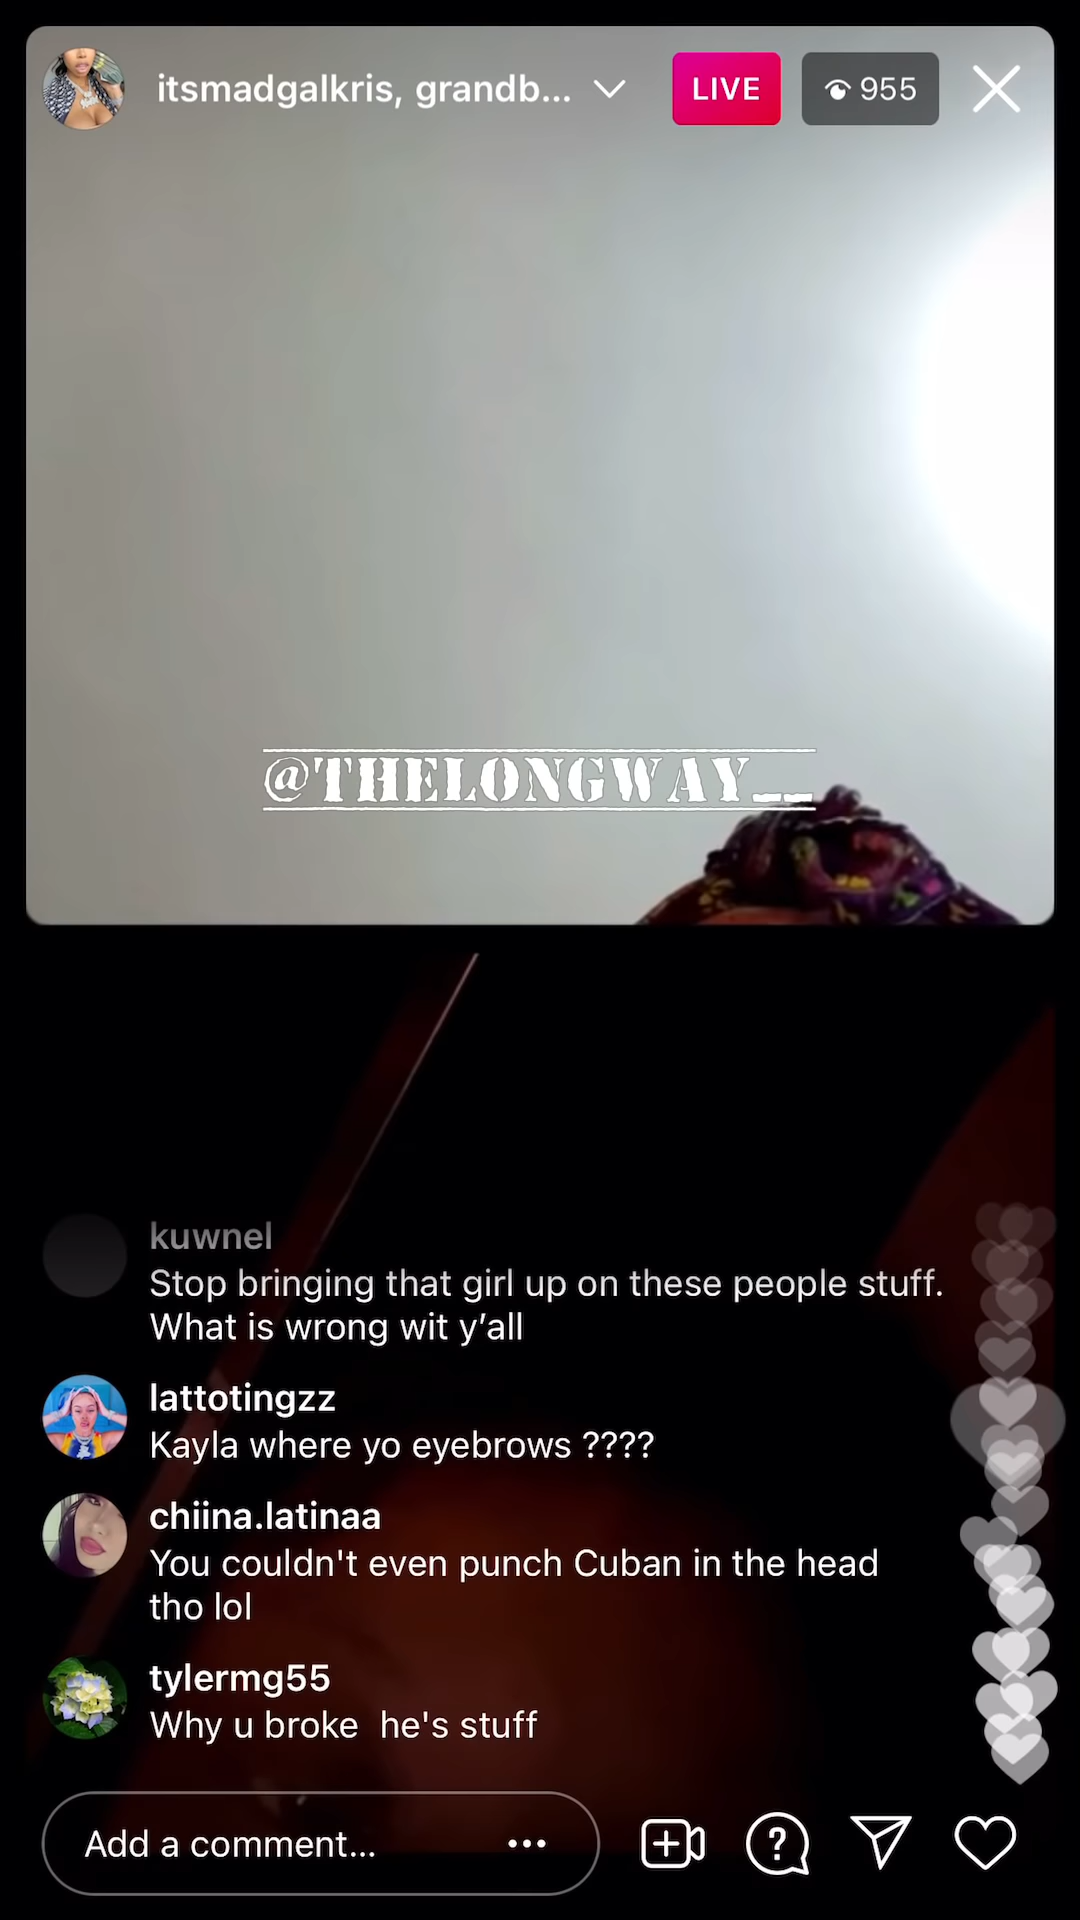 itsmadgalkris, grandb...
LIVE
955
@THELONGWAY__
kuwnel
Stop bringing that girl up on these people stuff.
What is wrong wit y’all
lattotingzz
Kayla where yo eyebrows ????
chiina.latinaa
You couldn't even punch Cuban in the head
tho lol
tylermg55
Why u broke  he's stuff
Add a comment...